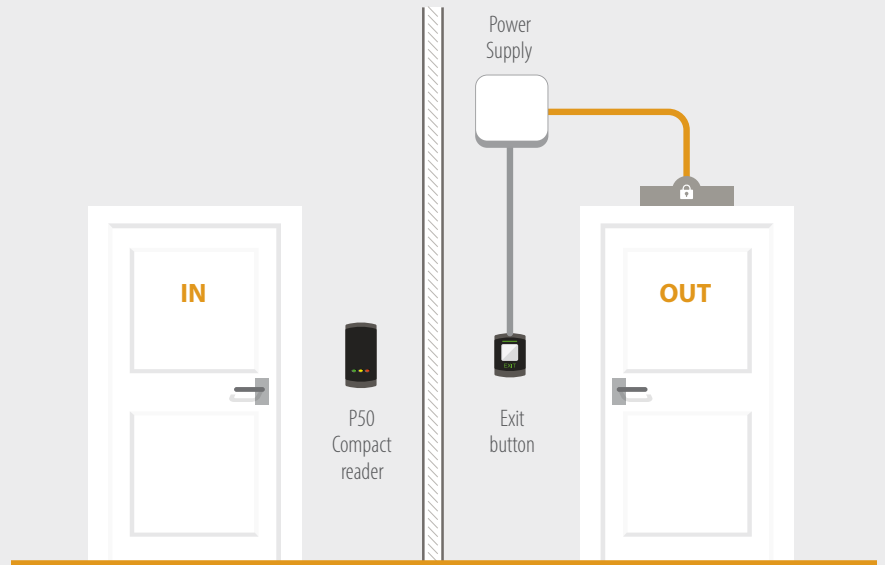 Power
Supply
IN
OUT
EXIT
P50
Compact
reader
Exit
button